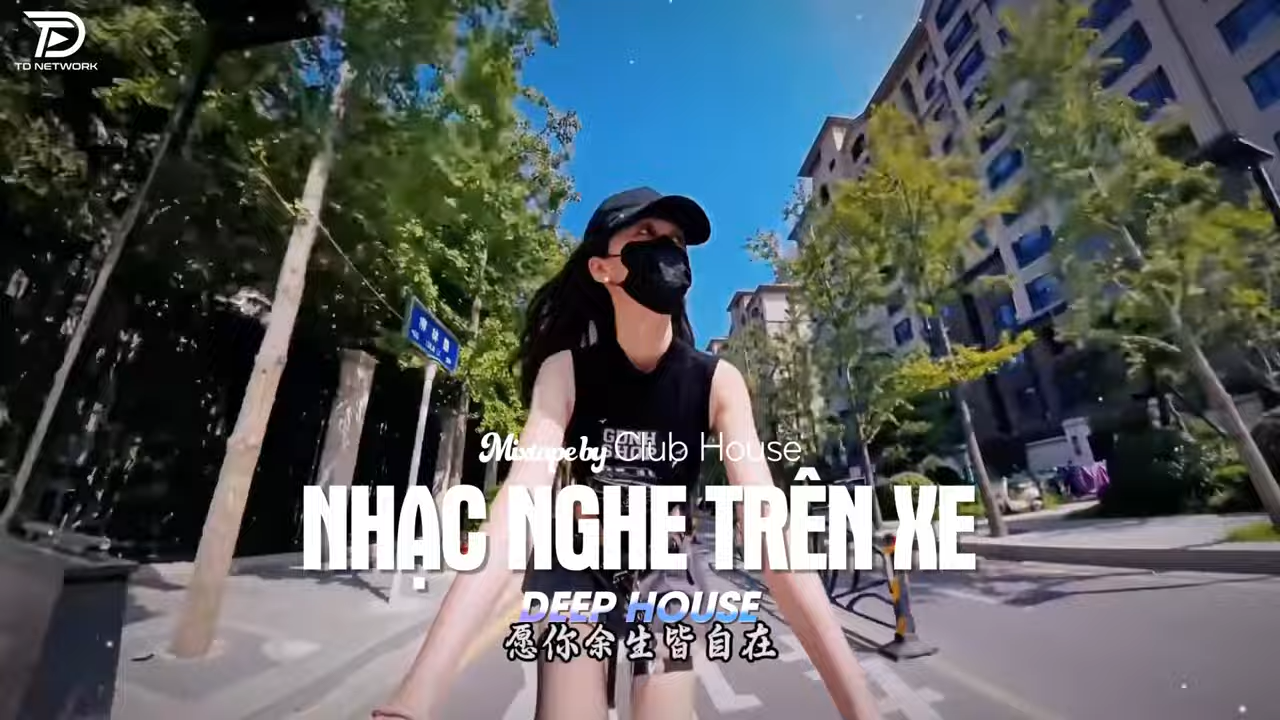 TD NETWORK
Mixtape by Club House
NHẠC NGHE TRÊN XE
DEEP HOUSE
愿你余生皆自在